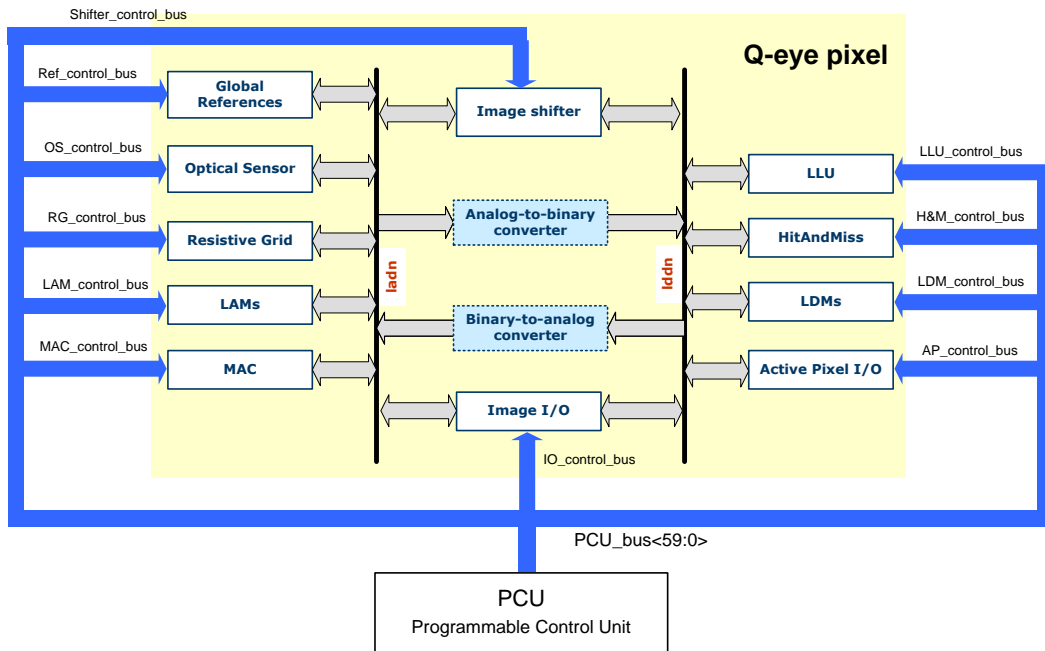 Shifter_control_bus
Q-eye pixel
Ref_control_bus
Global
References
Image shifter
OS_control_bus
Optical Sensor
LLU_control_bus
LLU
RG_control_bus
Resistive Grid
Analog-to-binary
converter
H&M_control_bus
HitAndMiss
ladn
lddn
LAM_control_bus
LAMs
Binary-to-analog
converter
LDM_control_bus
LDMs
MAC_control_bus
MAC
AP_control_bus
Active Pixel I/O
Image I/O
IO_control_bus
PCU_bus<59:0>
PCU
Programmable Control Unit